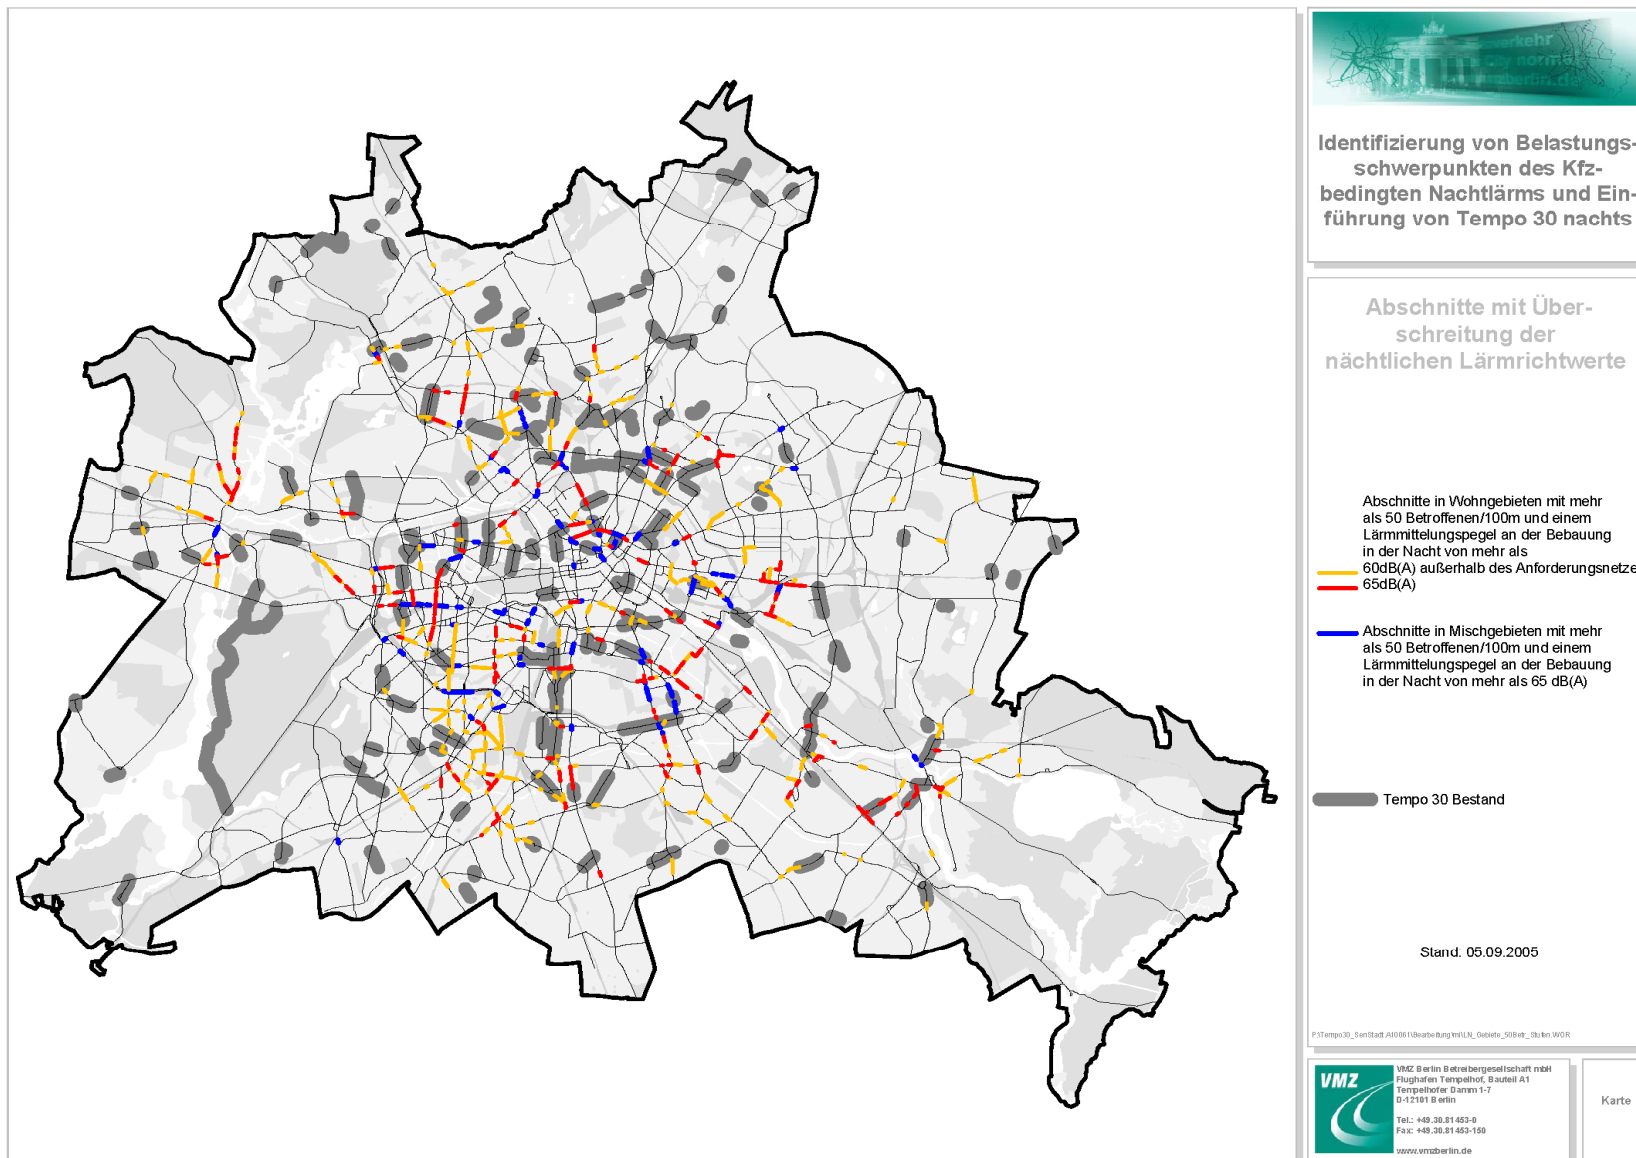 Identifizierung von Belastungs-
schwerpunkten des Kfz-
bedingten Nachtlärms und Ein-
führung von Tempo 30 nachts
Abschnitte mit Über-
schreitung der
nächtlichen Lärmrichtwerte
Abschnitte in Wohngebieten mit mehr
als 50 Betroffenen/100m und einem
Lärmmittelungspegel an der Bebauung
in der Nacht von mehr als
60dB(A) außerhalb des Anforderungsnetze
65dB(A)
Abschnitte in Mischgebieten mit mehr
als 50 Betroffenen/100m und einem
Lärmmittelungspegel an der Bebauung
in der Nacht von mehr als 65 dB(A)
Tempo 30 Bestand
Stand: 05.09.2005
VMZ
VMZ Berlin Betreibergesellschaft mbH
Flughafen Tempelhof, Bauteil A1
Tempelhofer Damm 1-7
D-12101 Berlin
Tel.: +49.30.81453-0
Fax: +49.30.81453-150
www.vmzberlin.de
Karte